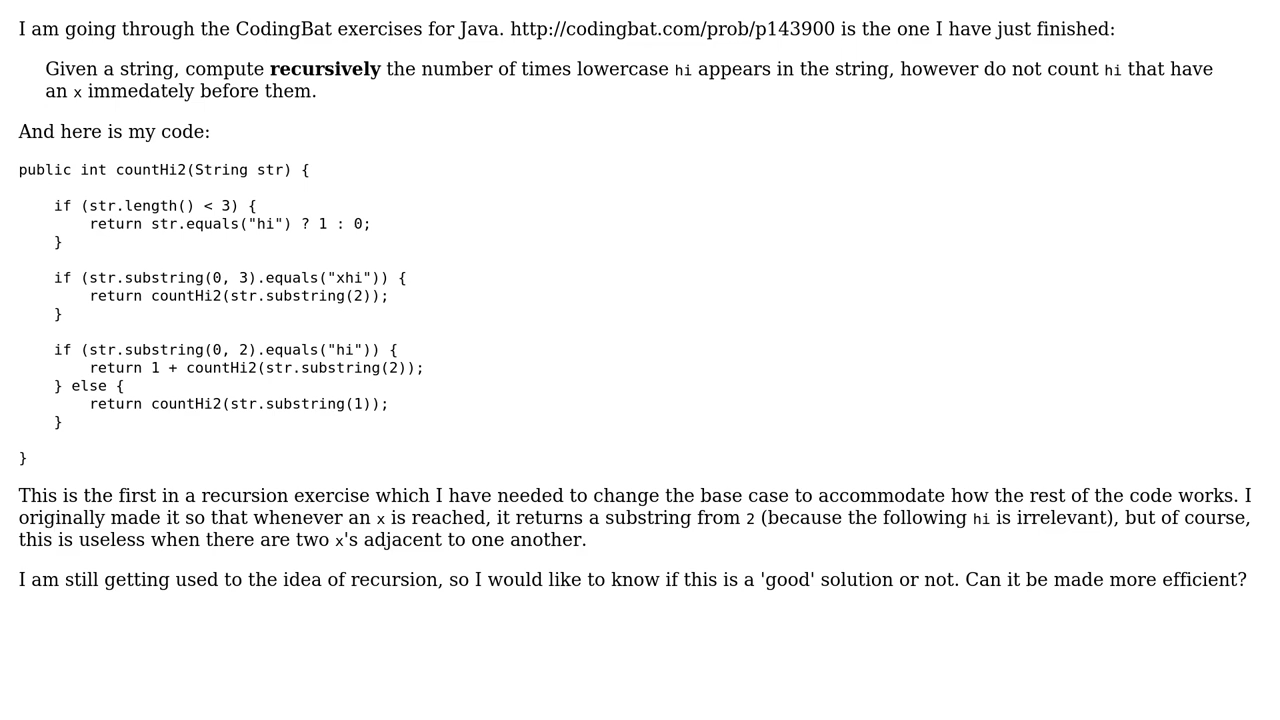 I am going through the CodingBat exercises for Java. http://codingbat.com/prob/p143900 is the one I have just finished:
Given a string, compute recursively the number of times lowercase hi appears in the string, however do not count hi that have
an x immedately before them.
And here is my code:
public int countHi2(String str) {
    if (str.length() < 3) {
        return str.equals("hi") ? 1 : 0;
    }
    if (str.substring(0, 3).equals("xhi")) {
        return countHi2(str.substring(2));
    }
    if (str.substring(0, 2).equals("hi")) {
        return 1 + countHi2(str.substring(2));
    } else {
        return countHi2(str.substring(1));
    }
}
This is the first in a recursion exercise which I have needed to change the base case to accommodate how the rest of the code works. I
originally made it so that whenever an x is reached, it returns a substring from 2 (because the following hi is irrelevant), but of course,
this is useless when there are two x's adjacent to one another.
I am still getting used to the idea of recursion, so I would like to know if this is a 'good' solution or not. Can it be made more efficient?